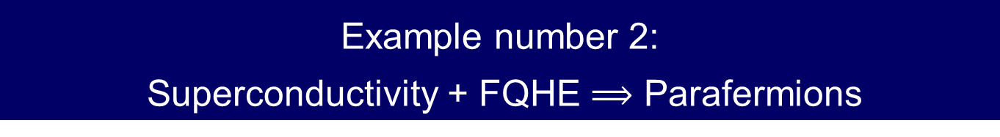 Example number 2:
Superconductivity + FQHE ⟹ Parafermions